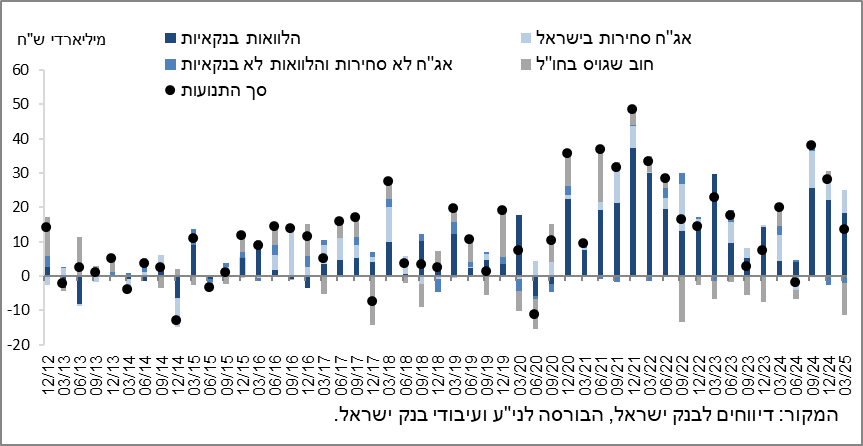 מיליארדי ש"ח
הלוואות בנקאיות
אג"ח סחירות בישראל
אג"ח לא סחירות והלוואות לא בנקאיות
חוב שגויס בחו"ל
סך התנועות
60
50
40
30
20
10
0
-10
-20
12/12 03/13 06/13 09/13 12/13 03/14 06/14 09/14 12/14 03/15 06/15 09/15 12/15 03/16 06/16 09/16 12/16 03/17 06/17 09/17 12/17 03/18 06/18 09/18 12/18 03/19 06/19 09/19 12/19 03/20 06/20 09/20 12/20 03/21 06/21 09/21 12/21 03/22 06/22 09/22 12/22 03/23 06/23 09/23 12/23 03/24 06/24 09/24 12/24 03/25
המקור: דיווחים לבנק ישראל, הבורסה לני"ע ועיבודי בנק ישראל.